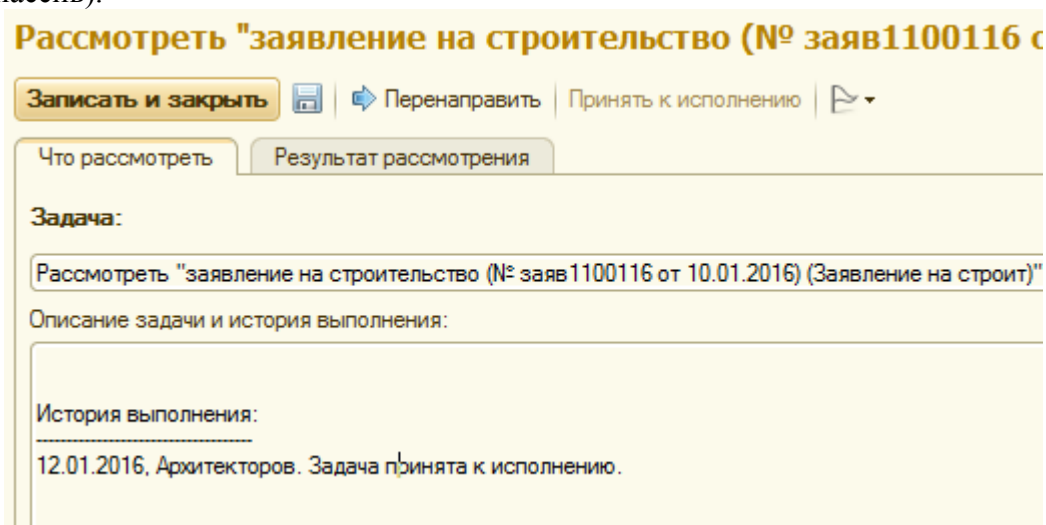 Рассмотреть "заявление на строительство (№ заяв1100116 о
Записать и закрыть Перенаправить Принять к исполнению
Что рассмотреть Результат рассмотрения
Задача:
Рассмотреть "заявление на строительство (№ заяв1100116 от 10.01.2016) (Заявление на строит)"
Описание задачи и история выполнения:
История выполнения:
------------------------------------
12.01.2016, Архитекторов. Задача принята к исполнению.